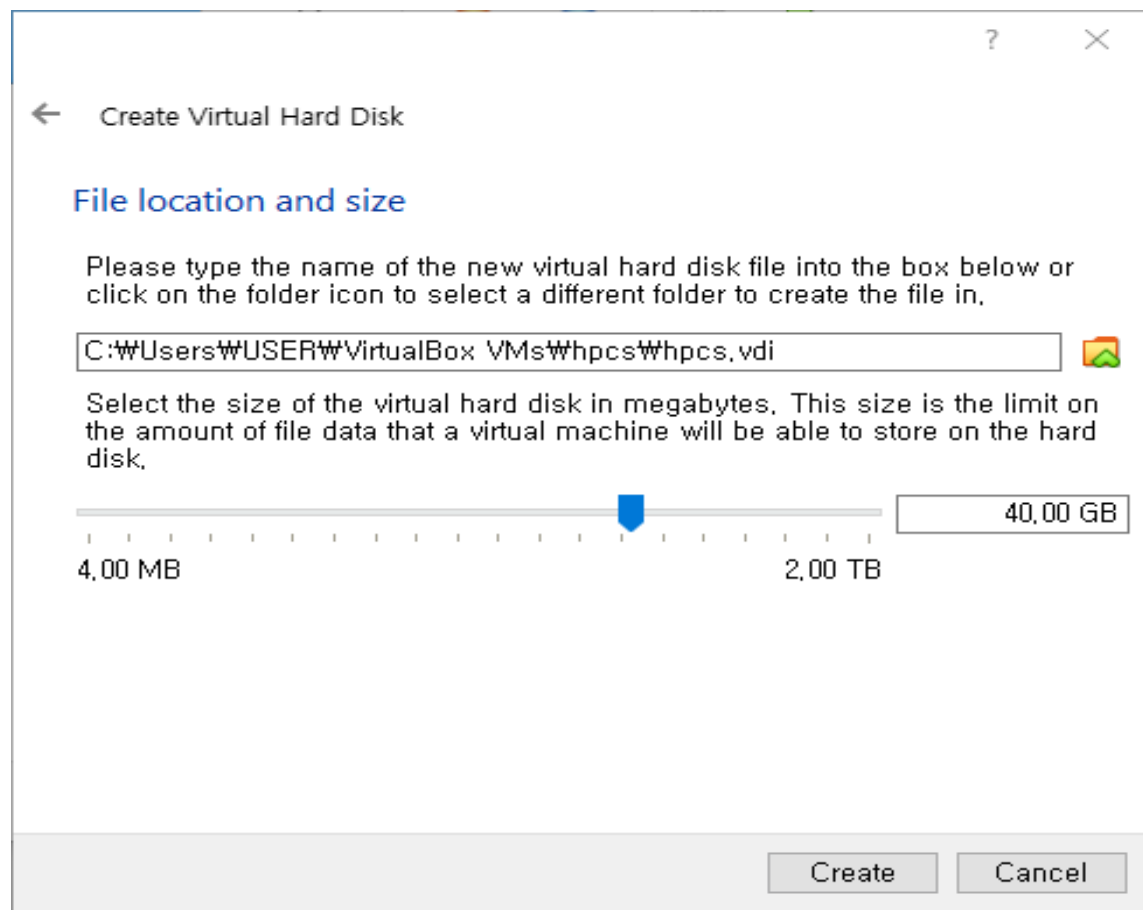 ?
Create Virtual Hard Disk
File location and size
Please type the name of the new virtual hard disk file into the box below or
click on the folder icon to select a different folder to create the file in.
C:₩Users₩USER₩VirtualBox VMs₩hpcs₩hpcs.vdi
Select the size of the virtual hard disk in megabytes. This size is the limit on
the amount of file data that a virtual machine will be able to store on the hard
disk.
40.00 GB
4.00 MB 2.00 TB
Create Cancel